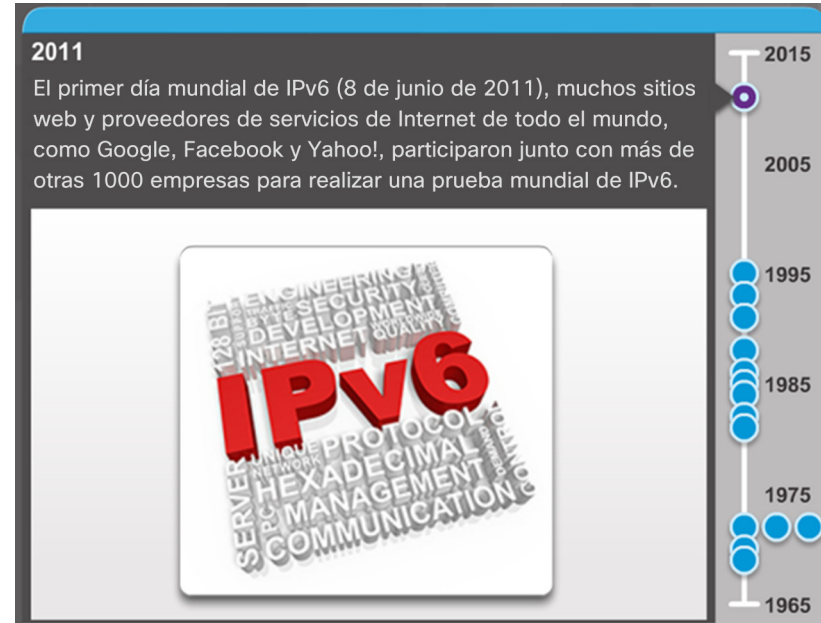 2011
El primer día mundial de IPv6 (8 de junio de 2011), muchos sitios
web y proveedores de servicios de Internet de todo el mundo,
como Google, Facebook y Yahoo!, participaron junto con más de
otras 1000 empresas para realizar una prueba mundial de IPv6.
ENGINEERING
128 BIT
SECURITY
DEVELOPMENT
INTERNET
QUALITY
IPv6
SERVER
UNIQUE
NETWORK
PROTOCOL
HEXADECIMAL
PC
MANAGEMENT
COMMUNICATION
CONTROL
2015
2005
1995
1985
1975
1965